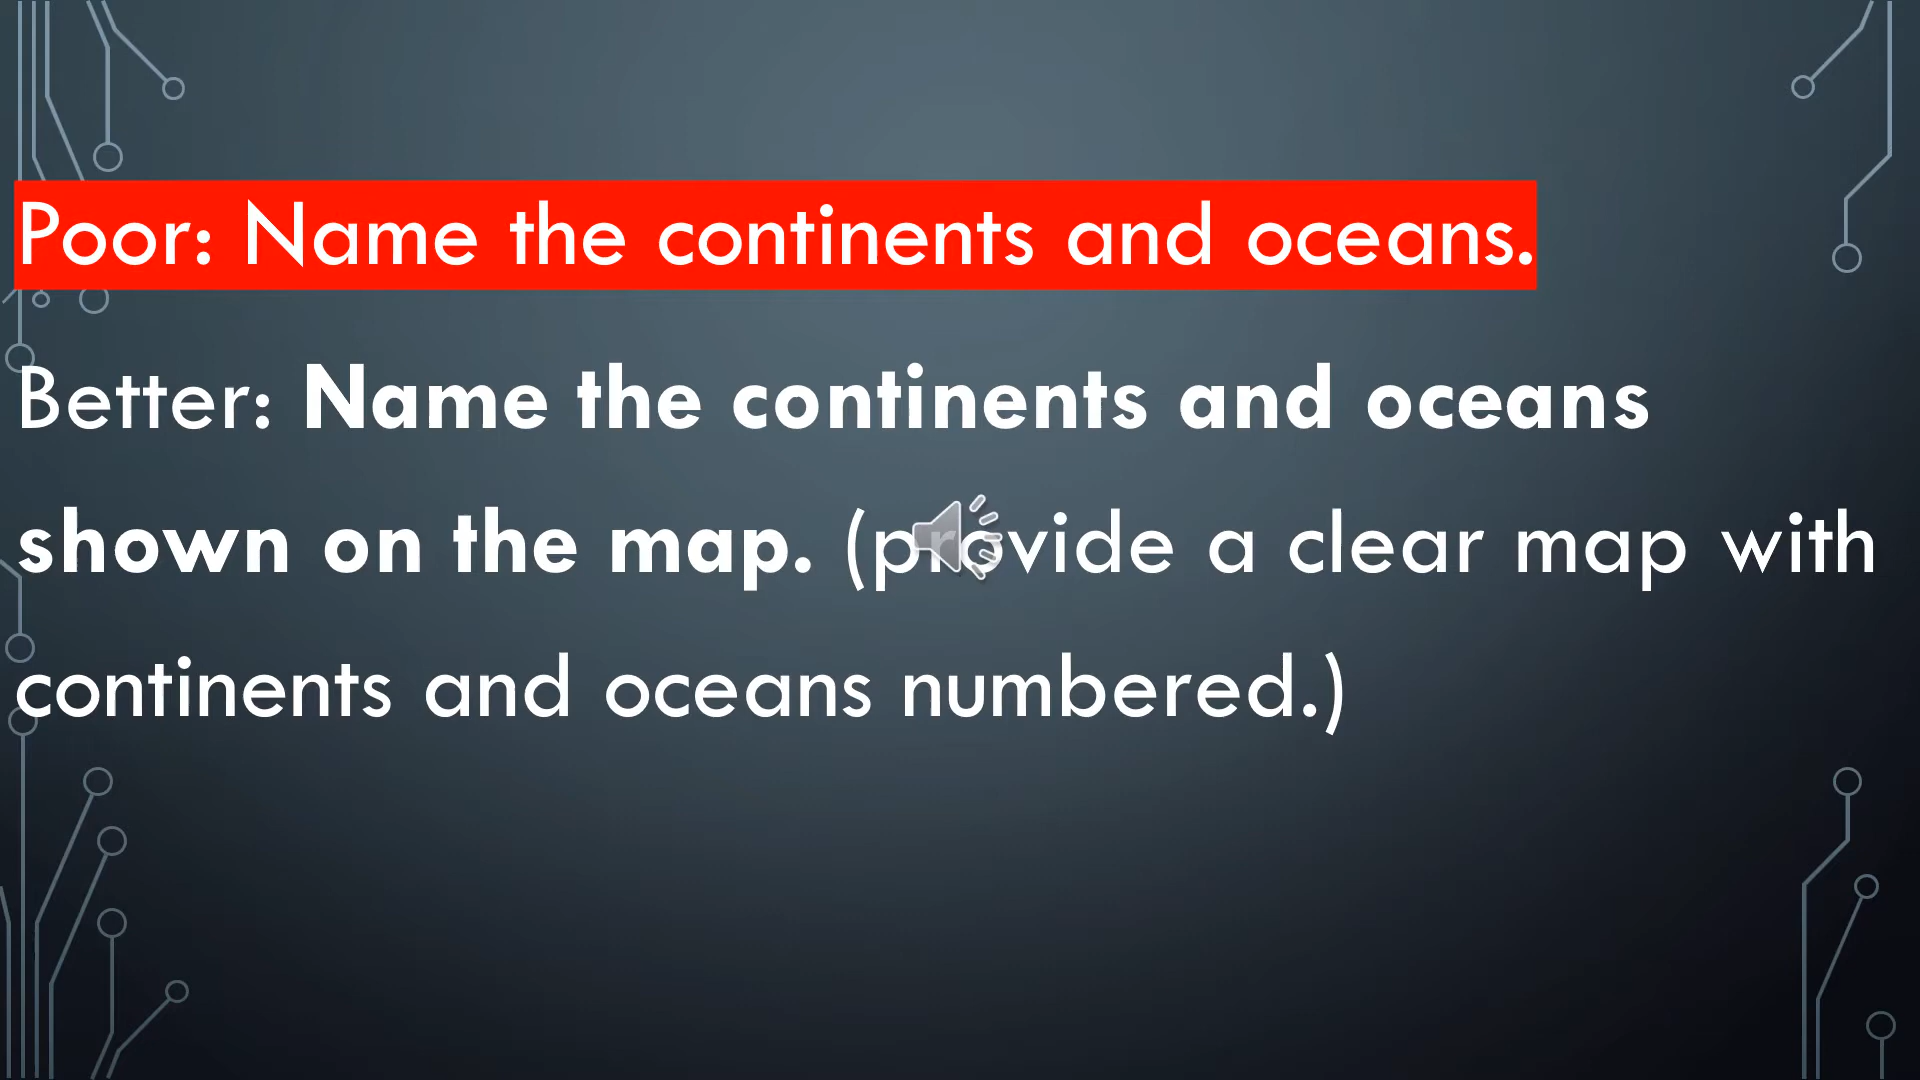 Poor: Name the continents and oceans.
Better: Name the continents and oceans
shown on the map. (provide a clear map with
continents and oceans numbered.)